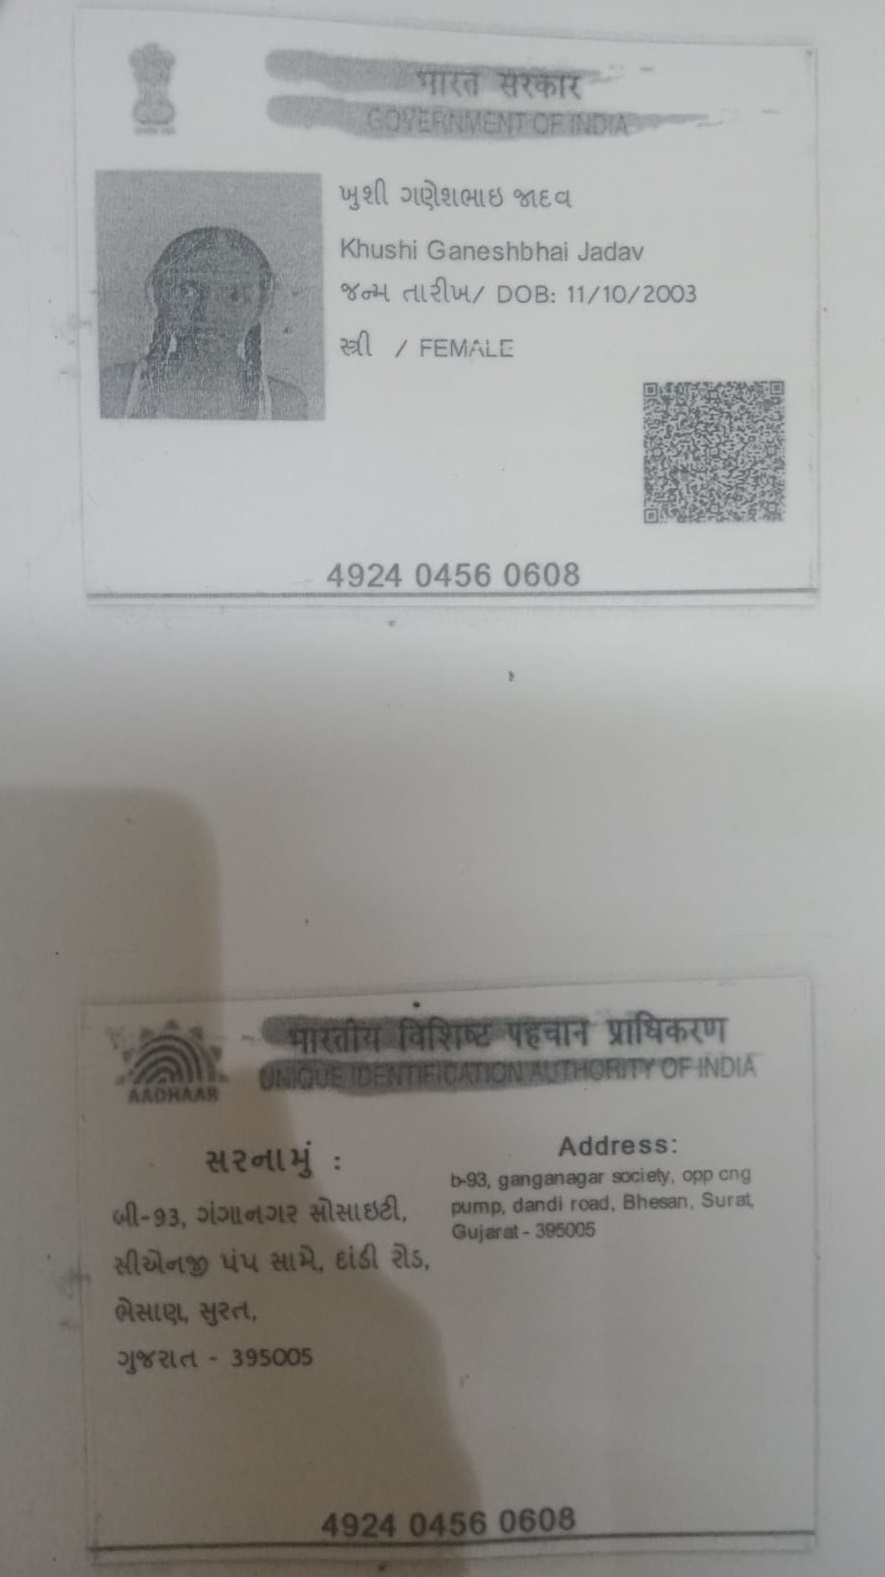 भारत सरकार
GOVERNMENT OF INDIA
ખુશી ગણેશભાઇ જાદવ
Khushi Ganeshbhai Jadav
જન્મ તારીખ/ DOB: 11/10/2003
સ્ત્રી / FEMALE
4924 0456 0608
भारतीय विशिष्ट पहचान प्राधिकरण
UNIQUE IDENTIFICATION AUTHORITY OF INDIA
AADHAAR
સરનામું :
બી-93, ગંગાનગર સોસાઇટી,
સીએનજી પંપ સામે, દાંડી રોડ,
ભેસાણ, સુરત,
ગુજરાત - 395005
Address:
b-93, ganganagar society, opp cng
pump, dandi road, Bhesan, Surat,
Gujarat - 395005
4924 0456 0608